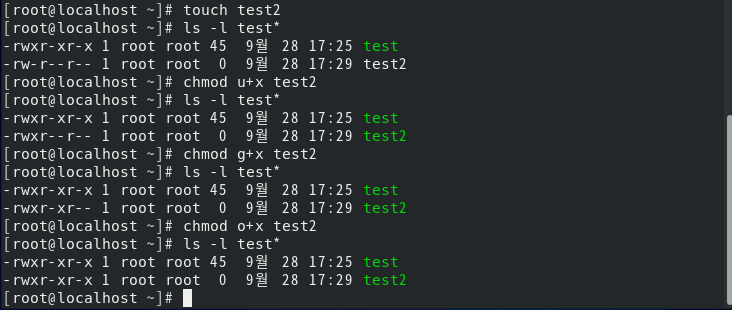 [root@localhost ~]# touch test2
[root@localhost ~]# ls -l test*
-rwxr-xr-x 1 root root 45  9월 28 17:25 test
-rw-r--r-- 1 root root  0  9월 28 17:29 test2
[root@localhost ~]# chmod u+x test2
[root@localhost ~]# ls -l test*
-rwxr-xr-x 1 root root 45  9월 28 17:25 test
-rwxr--r-- 1 root root  0  9월 28 17:29 test2
[root@localhost ~]# chmod g+x test2
[root@localhost ~]# ls -l test*
-rwxr-xr-x 1 root root 45  9월 28 17:25 test
-rwxr-xr-- 1 root root  0  9월 28 17:29 test2
[root@localhost ~]# chmod o+x test2
[root@localhost ~]# ls -l test*
-rwxr-xr-x 1 root root 45  9월 28 17:25 test
-rwxr-xr-x 1 root root  0  9월 28 17:29 test2
[root@localhost ~]#